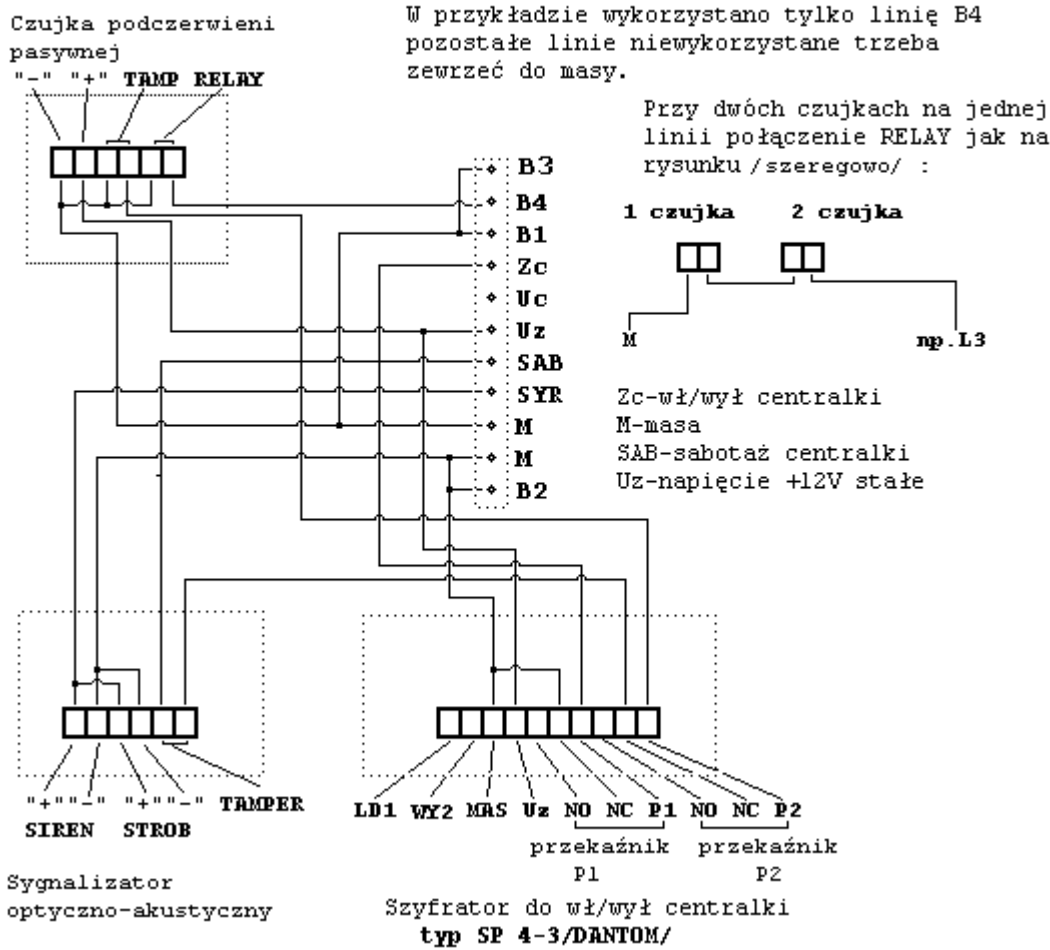 Czujka podczerwieni
pasywnej
"-" "+" TAMP RELAY
W przykładzie wykorzystano tylko linię B4
pozostałe linie niewykorzystane trzeba
zewrzeć do masy.
Przy dwóch czujkach na jednej
linii połączenie RELAY jak na
rysunku /szeregowo/ :
1 czujka 2 czujka
M np.L3
B3
B4
B1
Zc
Uc
Uz
SAB
SYR
M
M
B2
Zc-wł/wył centralki
M-masa
SAB-sabotaż centralki
Uz-napięcie +12V stałe
"+""-" "+""-" TAMPER
SIREN STROB
Sygnalizator
optyczno-akustyczny
LD1 WY2 MAS Uz NO NC P1 NO NC P2
przekaźnik przekaźnik
P1 P2
Szyfrator do wł/wył centralki
typ SP 4-3/DANTOM/